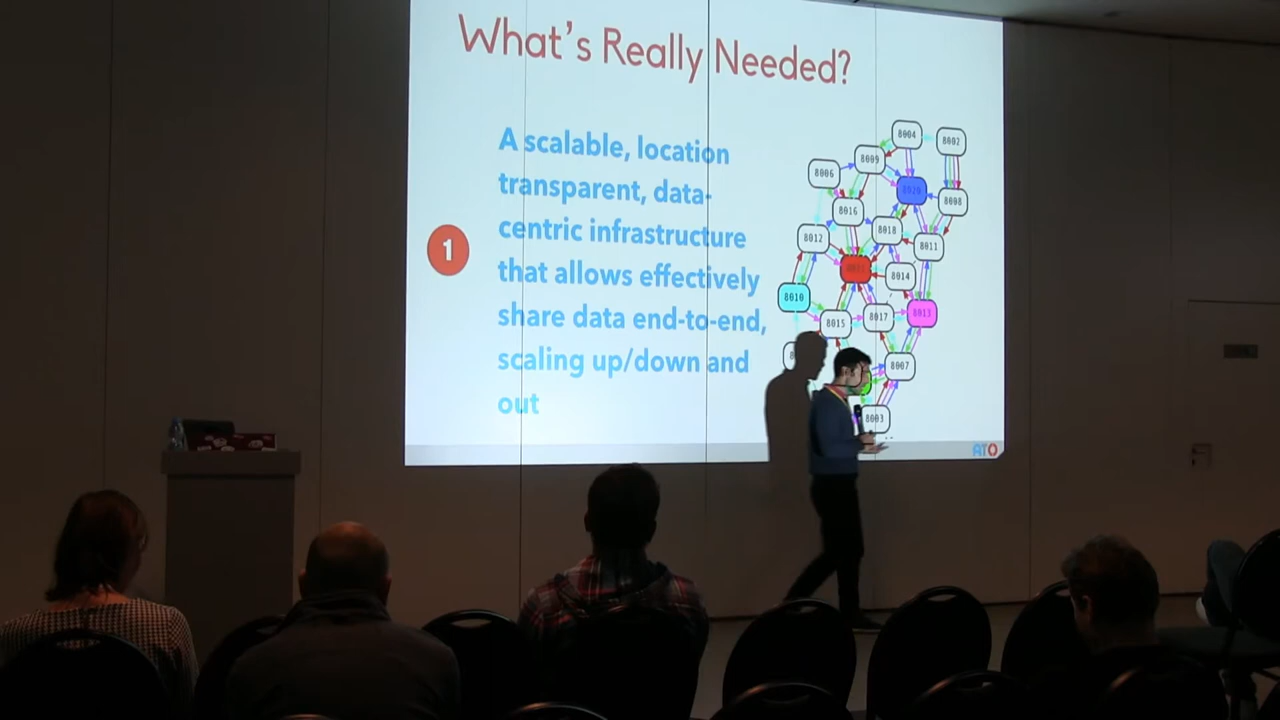 What's Really Needed?
A scalable, location
transparent, data-
centric infrastructure
that allows effectively
share data end-to-end,
scaling up/down and
out
1
8004
8002
8009
8006
8020
8008
8016
8018
8012
8011
8014
8010
8013
8017
8015
8007
8003
ATO